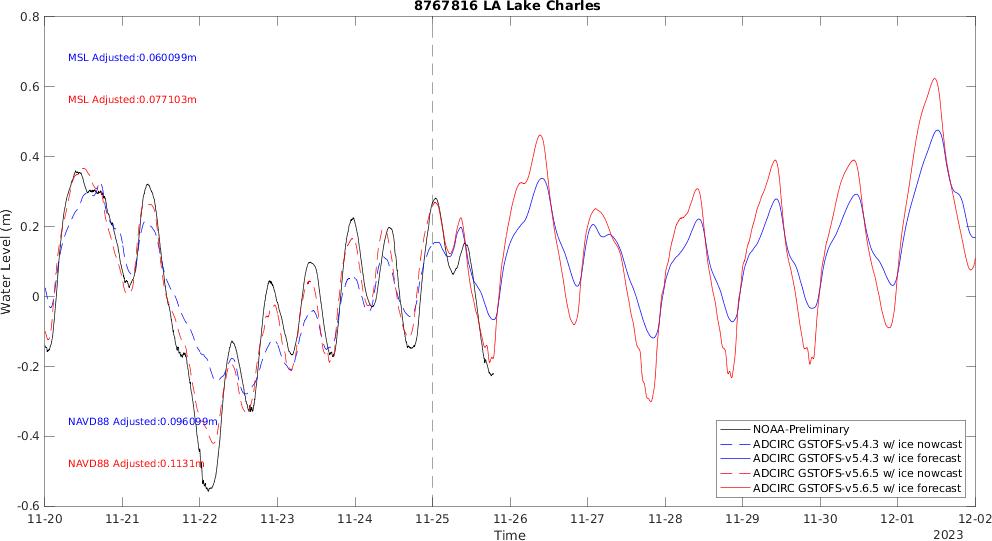 8767816 LA Lake Charles
Water Level (m)
0.8
0.6
0.4
0.2
0
-0.2
-0.4
-0.6
MSL Adjusted:0.060099m
MSL Adjusted:0.077103m
NAVD88 Adjusted:0.096099m
NAVD88 Adjusted:0.1131m
NOAA-Preliminary
ADCIRC GSTOFS-v5.4.3 w/ ice nowcast
ADCIRC GSTOFS-v5.4.3 w/ ice forecast
ADCIRC GSTOFS-v5.6.5 w/ ice nowcast
ADCIRC GSTOFS-v5.6.5 w/ ice forecast
11-20 11-21 11-22 11-23 11-24 11-25 11-26 11-27 11-28 11-29 11-30 12-01 12-02
Time
2023